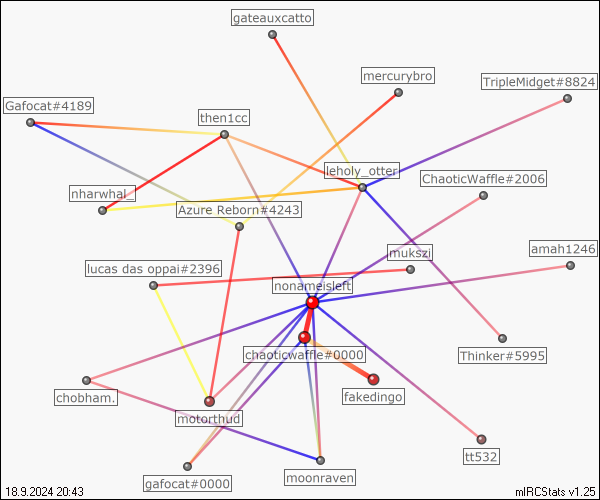 gateauxcatto
mercurybro
TripleMidget#8824
Gafocat#4189
then1cc
leholy_otter
ChaoticWaffle#2006
nharwhal_
Azure Reborn#4243
mukszi
amah1246
lucas das oppai#2396
nonameisleft
chaoticwaffle#0000
Thinker#5995
fakedingo
chobham.
motorthud
tt532
gafocat#0000
moonraven
18.9.2024 20:43
mIRCStats v1.25